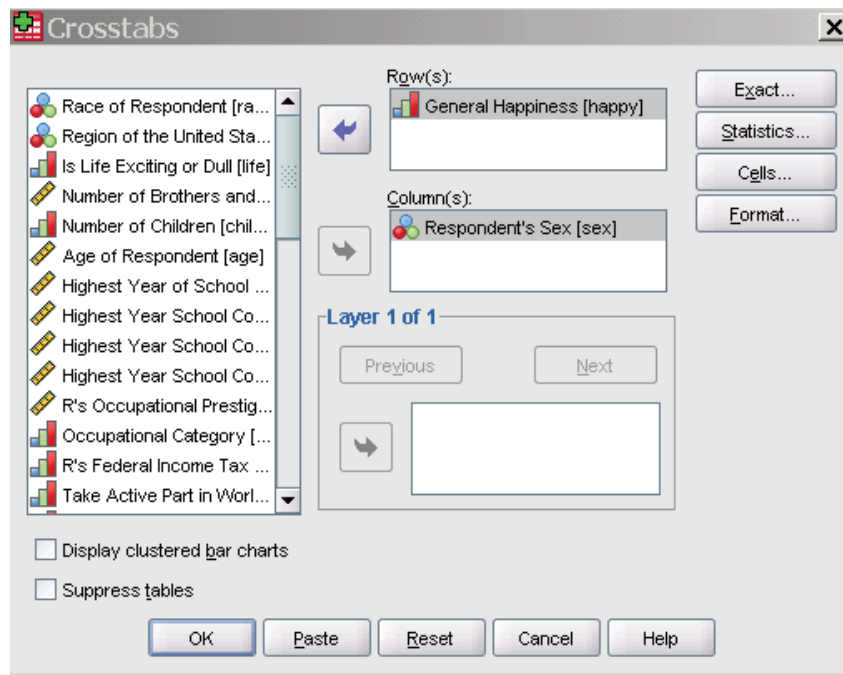 Crosstabs
Race of Respondent [ra...
Region of the United Sta...
Is Life Exciting or Dull [life]
Number of Brothers and...
Number of Children [chil...
Age of Respondent [age]
Highest Year of School ...
Highest Year School Co...
Highest Year School Co...
Highest Year School Co...
R's Occupational Prestig...
Occupational Category [...
R's Federal Income Tax ...
Take Active Part in Worl...
Row(s):
General Happiness [happy]
Column(s):
Respondent's Sex [sex]
Layer 1 of 1
Previous
Next
Exact...
Statistics...
Cells...
Format...
Display clustered bar charts
Suppress tables
OK
Paste
Reset
Cancel
Help